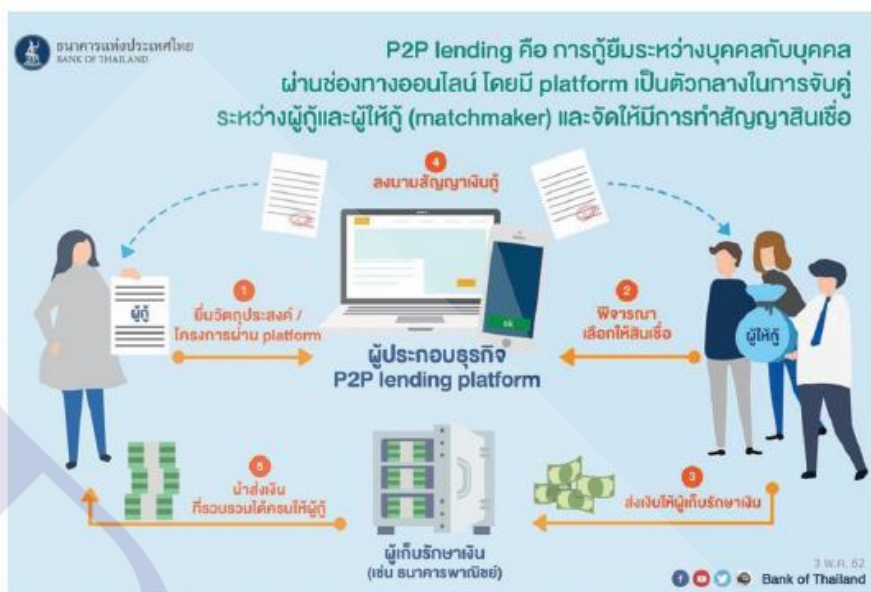 ธนาคารแห่งประเทศไทย
BANK OF THAILAND
P2P lending คือ การกู้ยืมระหว่างบุคคลกับบุคคล
ผ่านช่องทางออนไลน์ โดยมี platform เป็นตัวกลางในการจับคู่
ระหว่างผู้กู้และผู้ให้กู้ (matchmaker) และจัดให้มีการทำสัญญาสินเชื่อ
4
ลงนามสัญญาเงินกู้
ผู้กู้
1
ยื่นวัตถุประสงค์ /
โครงการผ่าน platform
ok
2
พิจารณา
เลือกให้สินเชื่อ
ผู้ให้กู้
ผู้ประกอบธุรกิจ
P2P lending platform
5
นำส่งเงิน
ที่รวบรวมได้ครบให้ผู้กู้
3
ส่งเงินให้ผู้เก็บรักษาเงิน
ผู้เก็บรักษาเงิน
(เช่น ธนาคารพาณิชย์)
3 พ.ค. 62
Bank of Thailand